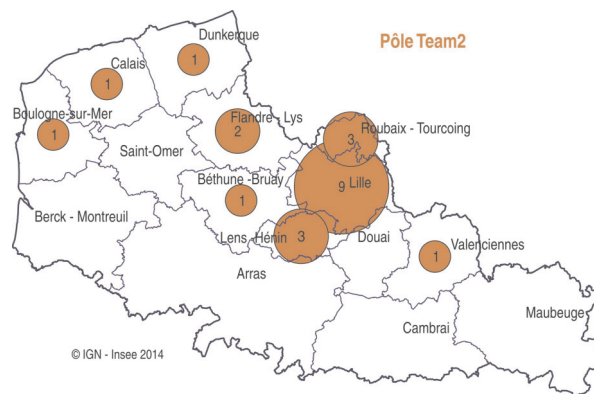 Pôle Team2
Dunkerque
1
Calais
1
Boulogne-sur-Mer
1
Flandre - Lys
2
Roubaix - Tourcoing
3
Saint-Omer
Béthune -Bruay
1
9 Lille
Berck - Montreuil
Lens -Hénin
3
Douai
Valenciennes
1
Arras
Maubeuge
Cambrai
© IGN - Insee 2014